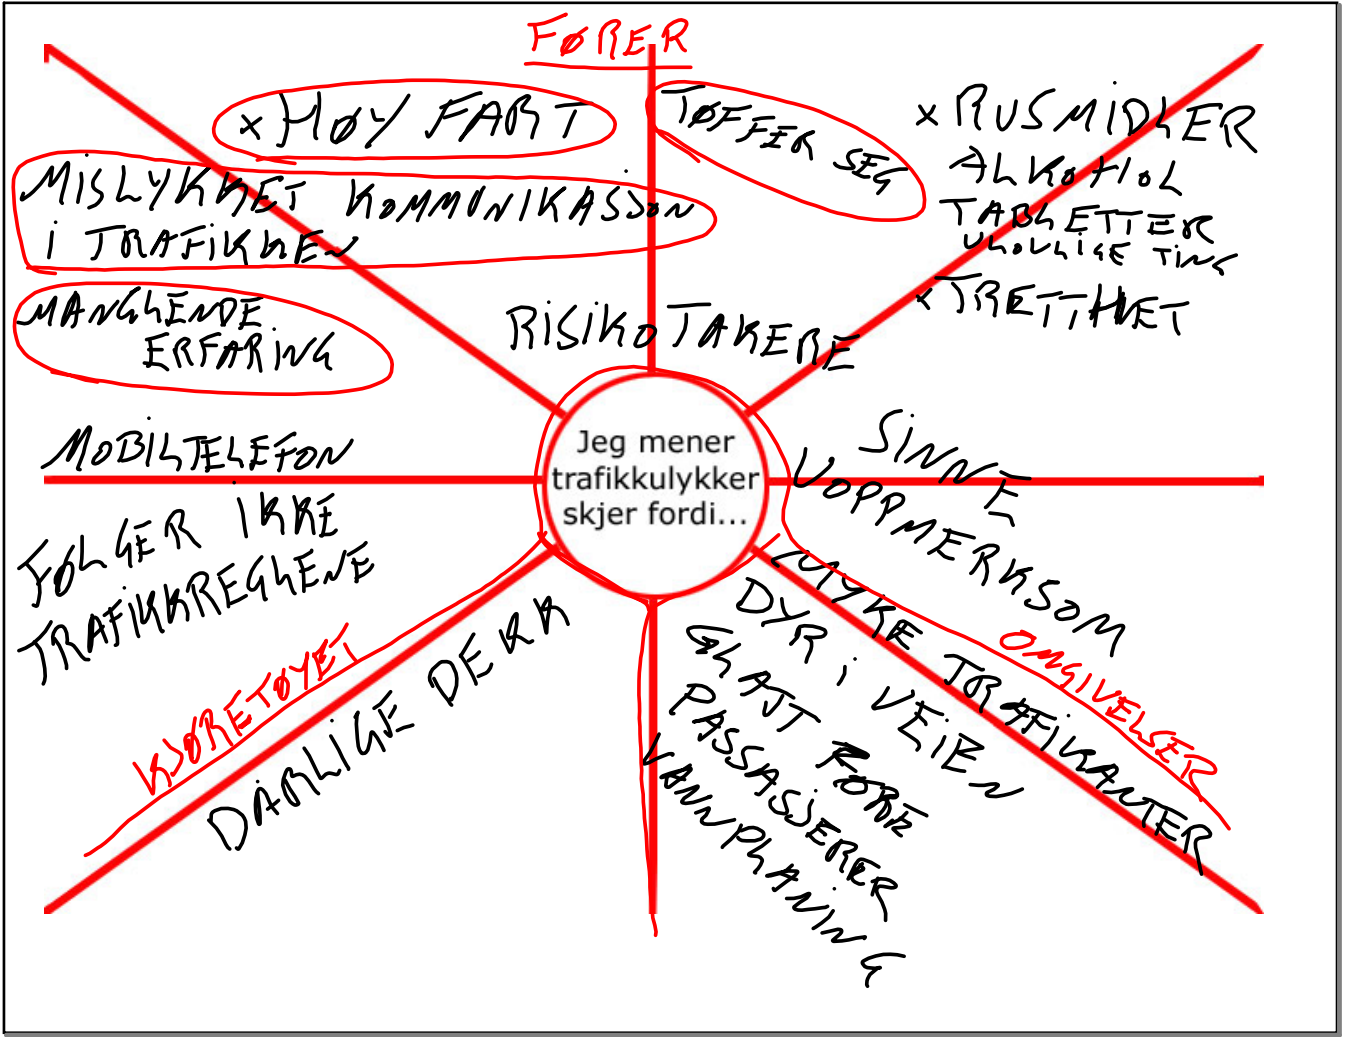 FØRER
x HØY FART
TØFFER SEG
x RUSMIDLER
ALKOHOL
TABLETTER
ULOVLIGE TING
x TRETTHET
MISLYKKET KOMMUNIKASJON
I TRAFIKKEN
MANGLENDE
ERFARING
RISIKOTAKERE
MOBILTELEFON
FØLGER IKKE
TRAFIKKREGLENE
Jeg mener
trafikkulykker
skjer fordi...
SINNE
UOPPMERKSOM
KJØRETØYET
DÅRLIGE DEKK
OMGIVELSER
MYKE TRAFIKANTER
DYR I VEIEN
GLATT FØRE
PASSASJERER
VANNPLANING